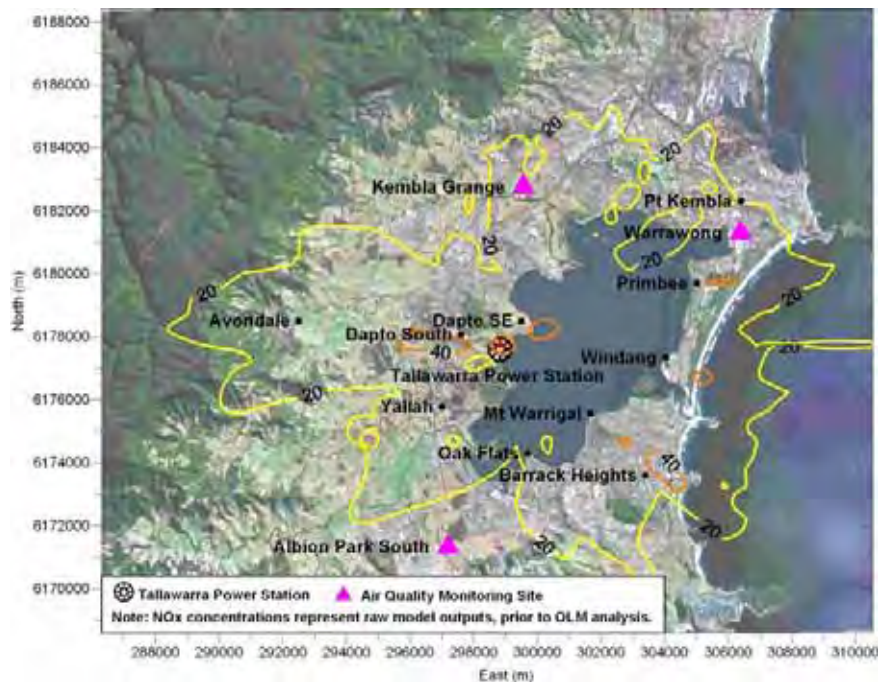 6188000
6186000
6184000
6182000
6180000
6178000
6176000
6174000
6172000
6170000
North (m)
20
20
Kembla Grange
Pt Kembla
Warrawong
20
20
Primbee
20
20
Avondale
Dapto SE
Dapto South
40
20
Tallawarra Power Station
Windang
20
Yallah
Mt Warrigal
Oak Flats
40
Barrack Heights
20
Albion Park South
20
Tallawarra Power Station Air Quality Monitoring Site
Note: NOx concentrations represent raw model outputs, prior to OLM analysis.
288000 290000 292000 294000 296000 298000 300000 302000 304000 306000 308000 310000
East (m)